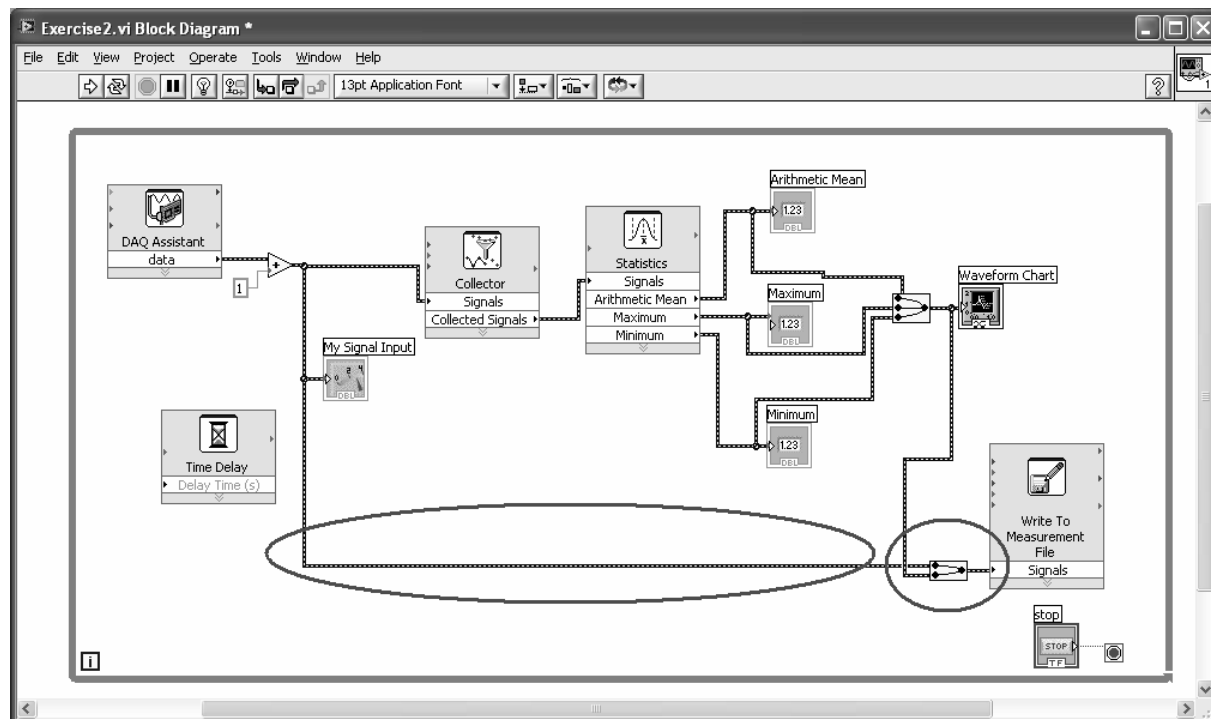 Exercise2.vi Block Diagram *
File Edit View Project Operate Tools Window Help
13pt Application Font
?
1
DAQ Assistant
data
1
My Signal Input
DBL
Time Delay
Delay Time (s)
Collector
Signals
Collected Signals
Statistics
Signals
Arithmetic Mean
Maximum
Minimum
Arithmetic Mean
1.23
DBL
Maximum
1.23
DBL
Minimum
1.23
DBL
Waveform Chart
Write To
Measurement
File
Signals
stop
STOP
TF
i